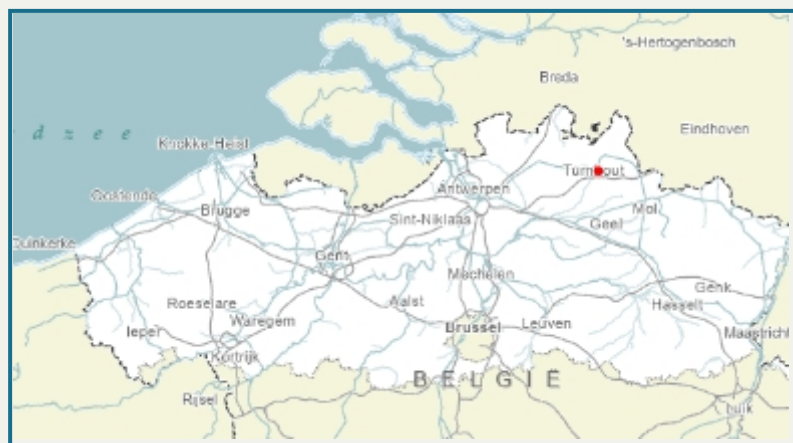 's-Hertogenbosch
Breda
d z e e
Eindhoven
Knokke-Heist
Turnhout
Oostende
Antwerpen
Brugge
Sint-Niklaas
Mol
Geel
Duinkerke
Gent
Mechelen
Genk
Roeselare
Aalst
Hasselt
Waregem
Ieper
Brussel
Leuven
Maastricht
Kortrijk
BELGIË
Rijsel
Luik